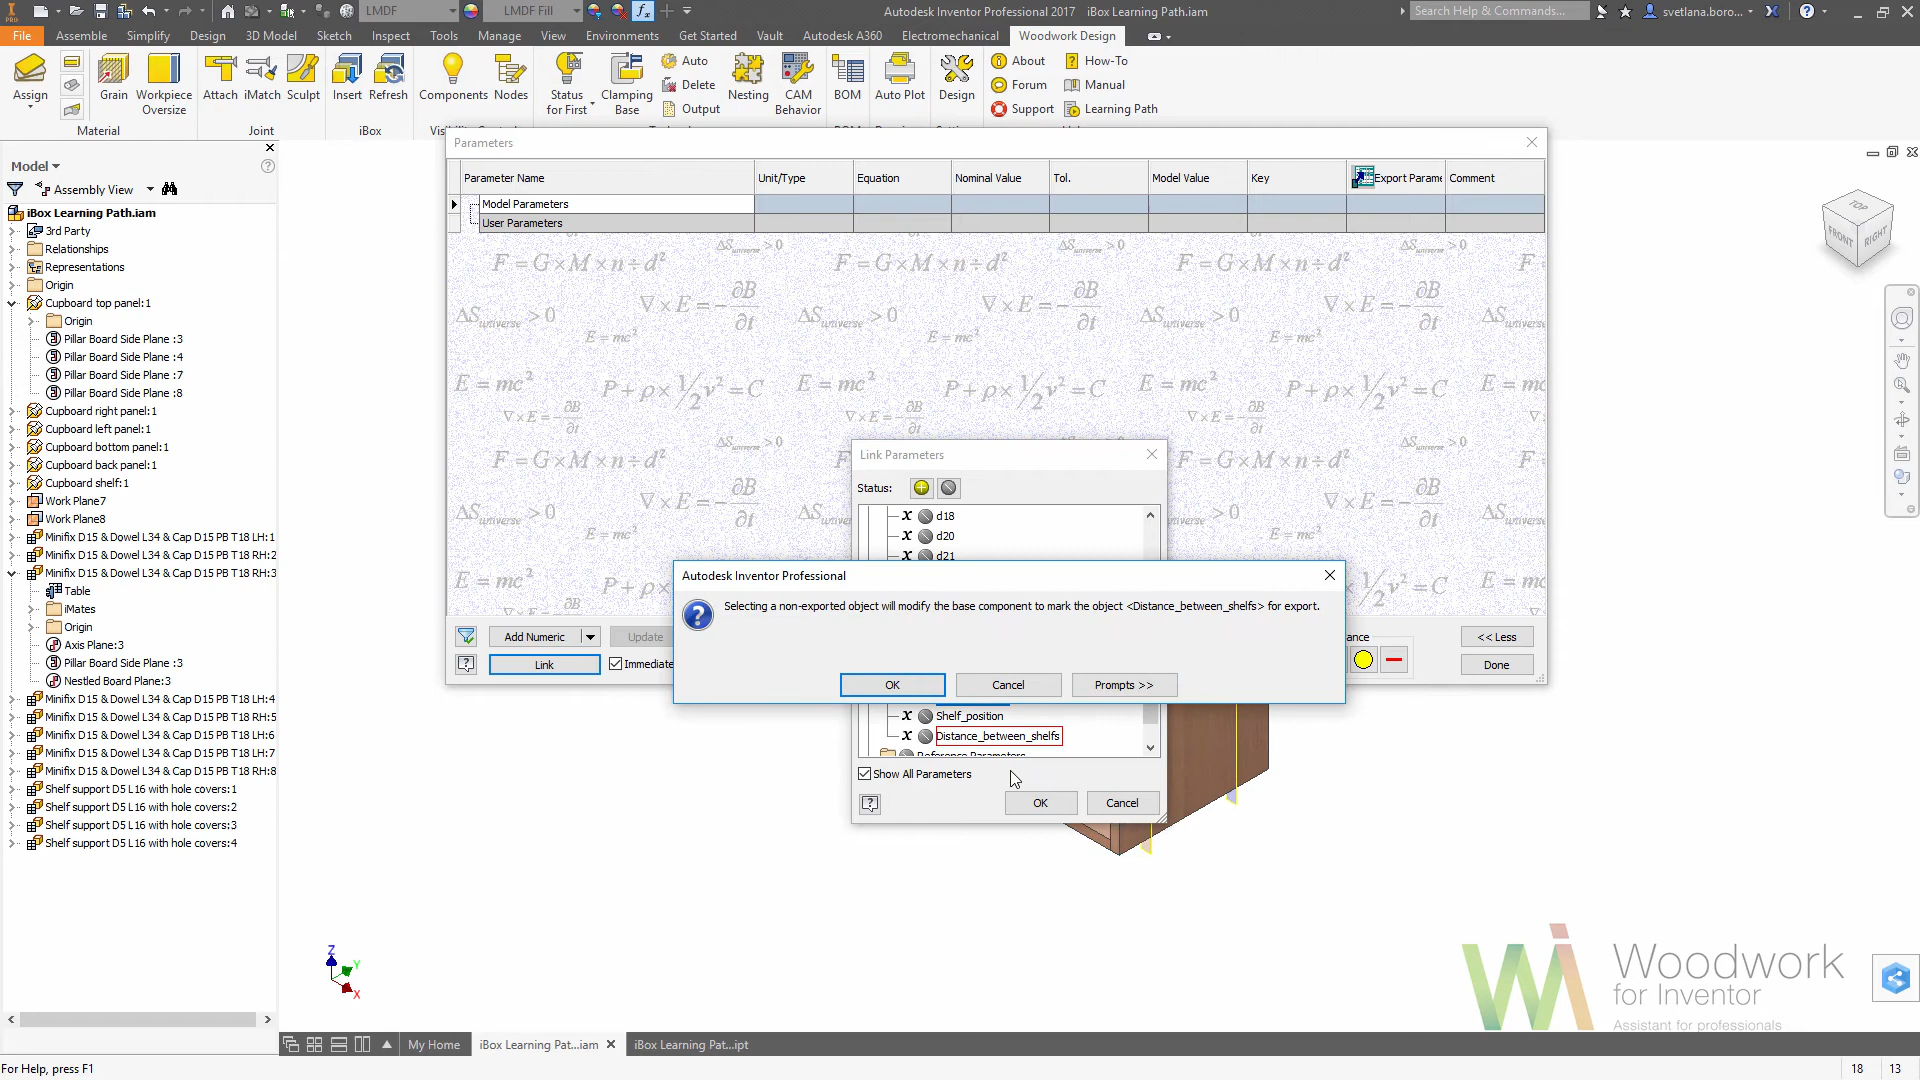 LMDF
LMDF Fill
Autodesk Inventor Professional 2017   iBox Learning Path.iam
Search Help & Commands...
svetlana.boro...
PRO
File
Assemble
Simplify
Design
3D Model
Sketch
Inspect
Tools
Manage
View
Environments
Get Started
Vault
Autodesk A360
Electromechanical
Woodwork Design
Assign
Grain
Workpiece
Oversize
Attach
iMatch
Sculpt
Insert
Refresh
Components
Nodes
Status
for First
Clamping
Base
Auto
Delete
Output
Nesting
CAM
Behavior
BOM
Auto Plot
Design
About
Forum
Support
How-To
Manual
Learning Path
Material
Joint
iBox
Model
Assembly View
iBox Learning Path.iam
3rd Party
Relationships
Representations
Origin
Cupboard top panel:1
Origin
Pillar Board Side Plane :3
Pillar Board Side Plane :4
Pillar Board Side Plane :7
Pillar Board Side Plane :8
Cupboard right panel:1
Cupboard left panel:1
Cupboard bottom panel:1
Cupboard back panel:1
Cupboard shelf:1
Work Plane7
Work Plane8
Minifix D15 & Dowel L34 & Cap D15 PB T18 LH:1
Minifix D15 & Dowel L34 & Cap D15 PB T18 RH:2
Minifix D15 & Dowel L34 & Cap D15 PB T18 RH:3
Table
iMates
Origin
Axis Plane:3
Pillar Board Side Plane :3
Nestled Board Plane:3
Minifix D15 & Dowel L34 & Cap D15 PB T18 LH:4
Minifix D15 & Dowel L34 & Cap D15 PB T18 RH:5
Minifix D15 & Dowel L34 & Cap D15 PB T18 LH:6
Minifix D15 & Dowel L34 & Cap D15 PB T18 LH:7
Minifix D15 & Dowel L34 & Cap D15 PB T18 RH:8
Shelf support D5 L16 with hole covers:1
Shelf support D5 L16 with hole covers:2
Shelf support D5 L16 with hole covers:3
Shelf support D5 L16 with hole covers:4
Parameters
Parameter Name
Unit/Type
Equation
Nominal Value
Tol.
Model Value
Key
Export Parame
Comment
Model Parameters
User Parameters
Add Numeric
Update
Link
Immediate
ance
<< Less
Done
Link Parameters
Status:
d18
d20
d21
Autodesk Inventor Professional
Selecting a non-exported object will modify the base component to mark the object <Distance_between_shelfs> for export.
OK
Cancel
Prompts >>
Shelf_position
Distance_between_shelfs
Reference Parameters
Show All Parameters
OK
Cancel
TOP
FRONT
RIGHT
Z
Y
X
Woodwork
for Inventor
Assistant for professionals
My Home
iBox Learning Pat...iam
iBox Learning Pat...ipt
For Help, press F1
18
13